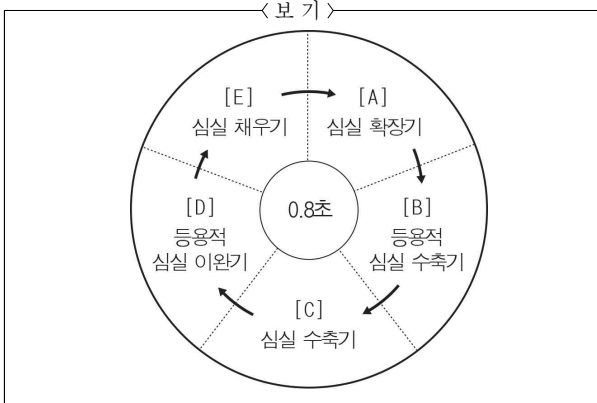 〈보 기〉
[E]
심실 채우기
[A]
심실 확장기
[D]
등용적
심실 이완기
0.8초
[B]
등용적
심실 수축기
[C]
심실 수축기